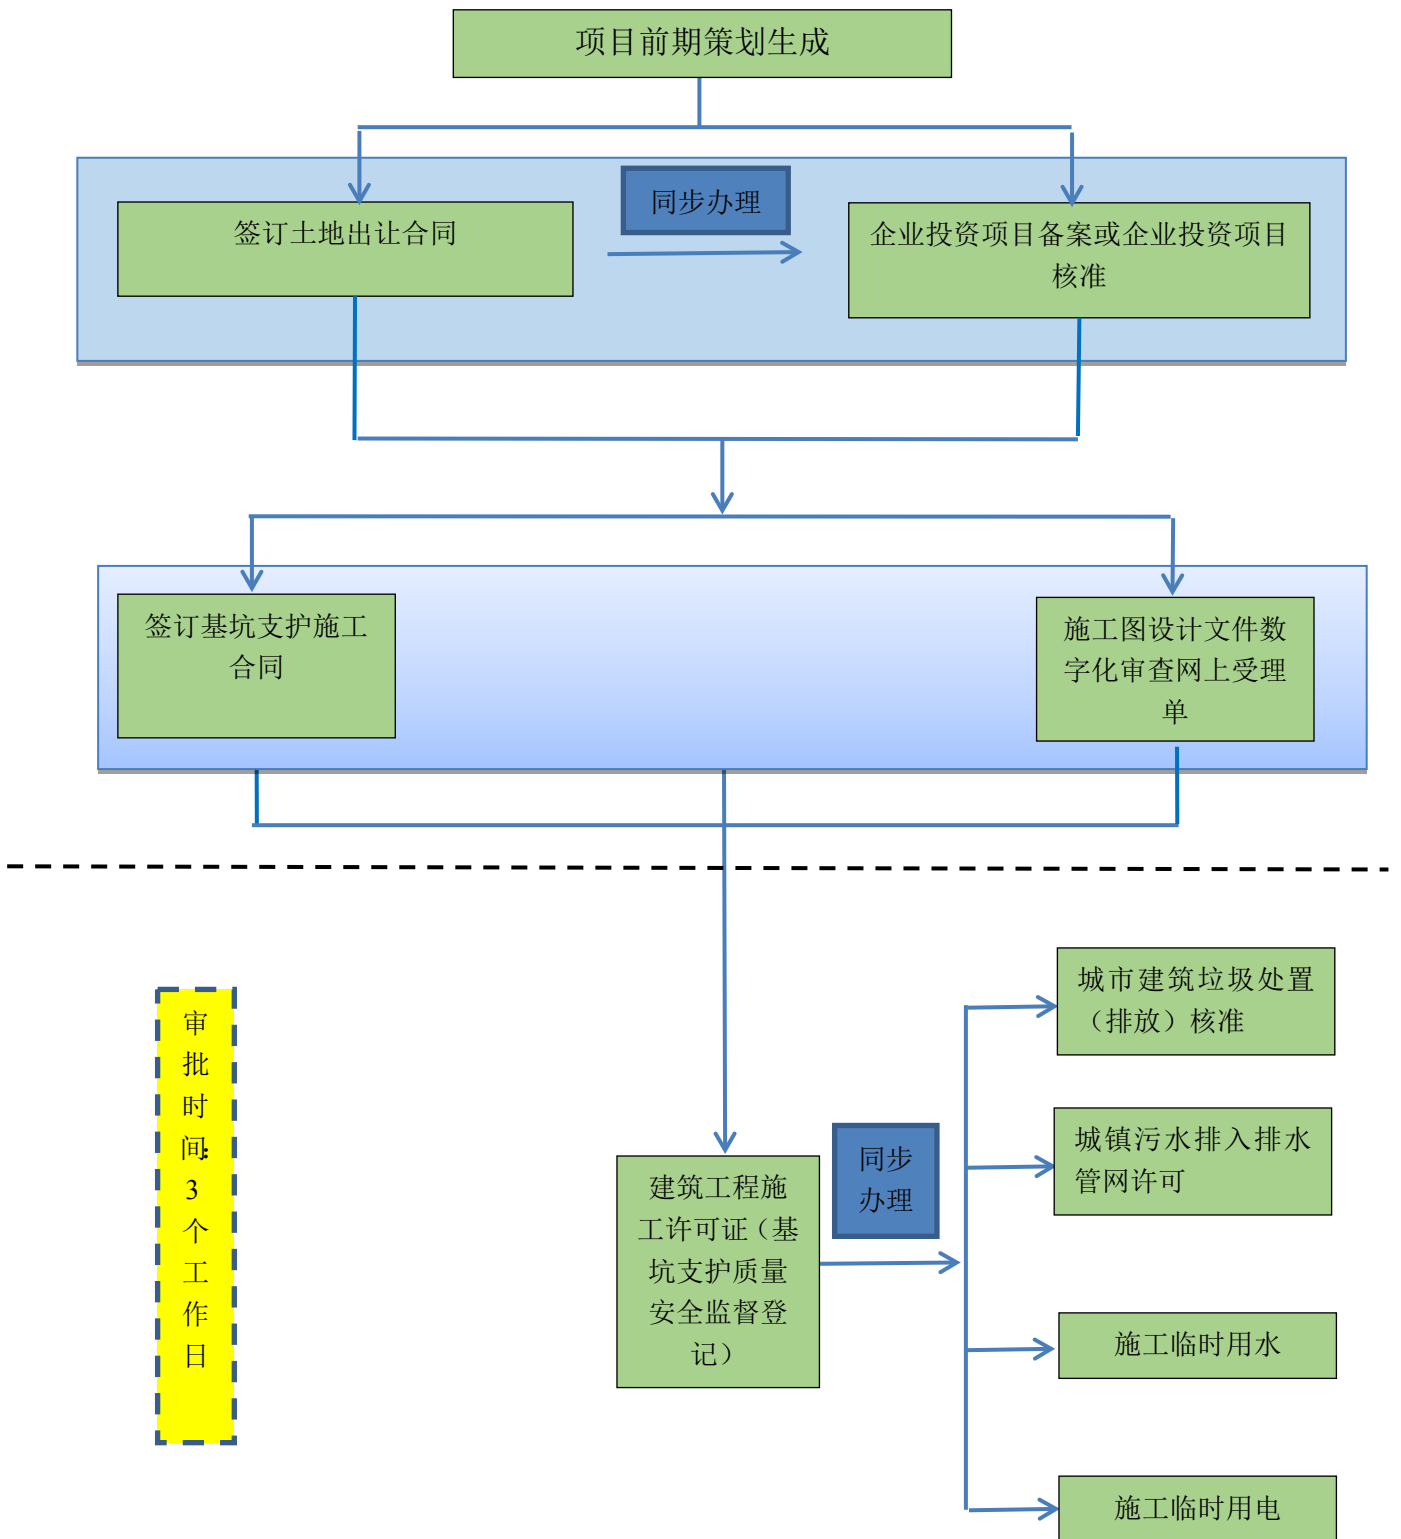 项目前期策划生成
同步办理
签订土地出让合同
企业投资项目备案或企业投资项目
核准
签订基坑支护施工
合同
施工图设计文件数
字化审查网上受理
单
审
批
时
间:
3
个
工
作
日
建筑工程施
工许可证（基
坑支护质量
安全监督登
记）
同步
办理
城市建筑垃圾处置
（排放）核准
城镇污水排入排水
管网许可
施工临时用水
施工临时用电